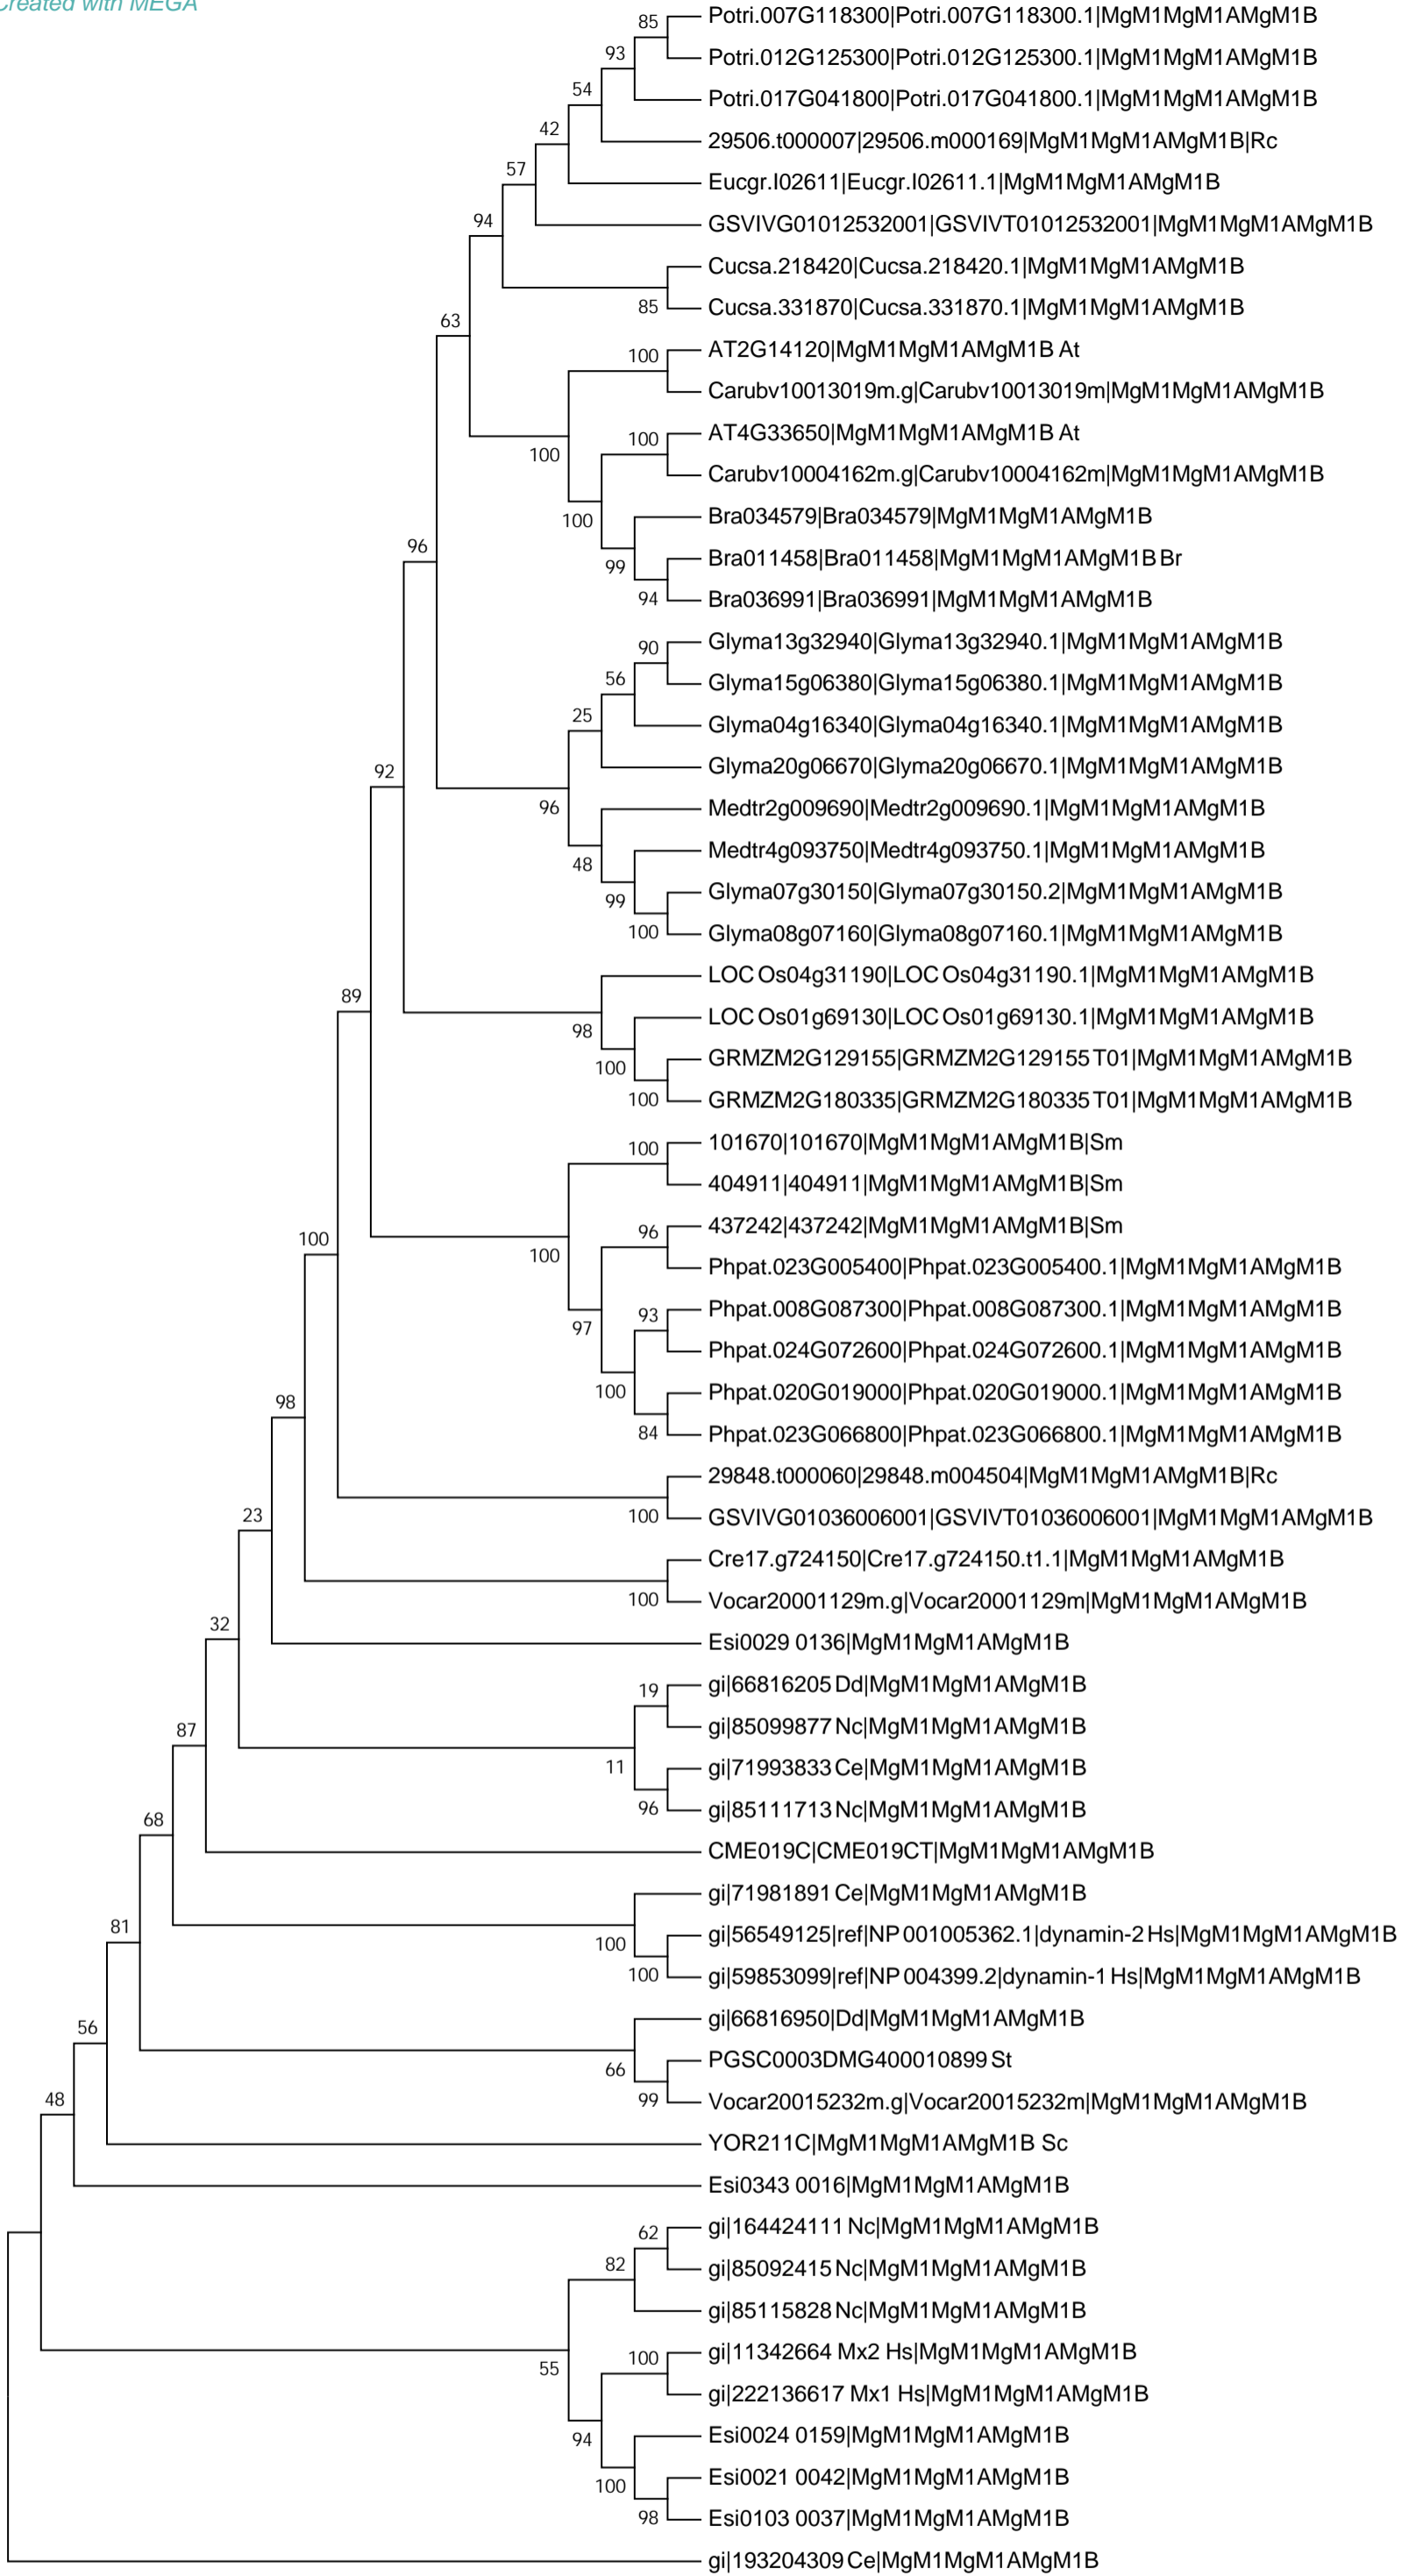 Created with MEGA
85
Potri.007G118300|Potri.007G118300.1|MgM1MgM1AMgM1B
93
Potri.012G125300|Potri.012G125300.1|MgM1MgM1AMgM1B
54
Potri.017G041800|Potri.017G041800.1|MgM1MgM1AMgM1B
42
29506.t000007|29506.m000169|MgM1MgM1AMgM1B|Rc
57
Eucgr.I02611|Eucgr.I02611.1|MgM1MgM1AMgM1B
94
GSVIVG01012532001|GSVIVT01012532001|MgM1MgM1AMgM1B
Cucsa.218420|Cucsa.218420.1|MgM1MgM1AMgM1B
85
Cucsa.331870|Cucsa.331870.1|MgM1MgM1AMgM1B
63
100
AT2G14120|MgM1MgM1AMgM1B At
Carubv10013019m.g|Carubv10013019m|MgM1MgM1AMgM1B
100
100
AT4G33650|MgM1MgM1AMgM1B At
Carubv10004162m.g|Carubv10004162m|MgM1MgM1AMgM1B
100
Bra034579|Bra034579|MgM1MgM1AMgM1B
96
99
Bra011458|Bra011458|MgM1MgM1AMgM1B Br
94
Bra036991|Bra036991|MgM1MgM1AMgM1B
90
Glyma13g32940|Glyma13g32940.1|MgM1MgM1AMgM1B
56
Glyma15g06380|Glyma15g06380.1|MgM1MgM1AMgM1B
25
Glyma04g16340|Glyma04g16340.1|MgM1MgM1AMgM1B
92
Glyma20g06670|Glyma20g06670.1|MgM1MgM1AMgM1B
96
Medtr2g009690|Medtr2g009690.1|MgM1MgM1AMgM1B
48
Medtr4g093750|Medtr4g093750.1|MgM1MgM1AMgM1B
99
Glyma07g30150|Glyma07g30150.2|MgM1MgM1AMgM1B
100
Glyma08g07160|Glyma08g07160.1|MgM1MgM1AMgM1B
LOC Os04g31190|LOC Os04g31190.1|MgM1MgM1AMgM1B
89
98
LOC Os01g69130|LOC Os01g69130.1|MgM1MgM1AMgM1B
100
GRMZM2G129155|GRMZM2G129155 T01|MgM1MgM1AMgM1B
100
GRMZM2G180335|GRMZM2G180335 T01|MgM1MgM1AMgM1B
100
101670|101670|MgM1MgM1AMgM1B|Sm
404911|404911|MgM1MgM1AMgM1B|Sm
100
100
96
437242|437242|MgM1MgM1AMgM1B|Sm
Phpat.023G005400|Phpat.023G005400.1|MgM1MgM1AMgM1B
97
93
Phpat.008G087300|Phpat.008G087300.1|MgM1MgM1AMgM1B
Phpat.024G072600|Phpat.024G072600.1|MgM1MgM1AMgM1B
98
100
Phpat.020G019000|Phpat.020G019000.1|MgM1MgM1AMgM1B
84
Phpat.023G066800|Phpat.023G066800.1|MgM1MgM1AMgM1B
29848.t000060|29848.m004504|MgM1MgM1AMgM1B|Rc
23
100
GSVIVG01036006001|GSVIVT01036006001|MgM1MgM1AMgM1B
Cre17.g724150|Cre17.g724150.t1.1|MgM1MgM1AMgM1B
100
Vocar20001129m.g|Vocar20001129m|MgM1MgM1AMgM1B
32
Esi0029 0136|MgM1MgM1AMgM1B
19
gi|66816205 Dd|MgM1MgM1AMgM1B
87
gi|85099877 Nc|MgM1MgM1AMgM1B
11
gi|71993833 Ce|MgM1MgM1AMgM1B
96
gi|85111713 Nc|MgM1MgM1AMgM1B
68
CME019C|CME019CT|MgM1MgM1AMgM1B
gi|71981891 Ce|MgM1MgM1AMgM1B
81
100
gi|56549125|ref|NP 001005362.1|dynamin-2 Hs|MgM1MgM1AMgM1B
100
gi|59853099|ref|NP 004399.2|dynamin-1 Hs|MgM1MgM1AMgM1B
56
gi|66816950|Dd|MgM1MgM1AMgM1B
66
PGSC0003DMG400010899 St
48
99
Vocar20015232m.g|Vocar20015232m|MgM1MgM1AMgM1B
YOR211C|MgM1MgM1AMgM1B Sc
Esi0343 0016|MgM1MgM1AMgM1B
62
gi|164424111 Nc|MgM1MgM1AMgM1B
82
gi|85092415 Nc|MgM1MgM1AMgM1B
gi|85115828 Nc|MgM1MgM1AMgM1B
55
100
gi|11342664 Mx2 Hs|MgM1MgM1AMgM1B
gi|222136617 Mx1 Hs|MgM1MgM1AMgM1B
94
Esi0024 0159|MgM1MgM1AMgM1B
100
Esi0021 0042|MgM1MgM1AMgM1B
98
Esi0103 0037|MgM1MgM1AMgM1B
gi|193204309 Ce|MgM1MgM1AMgM1B